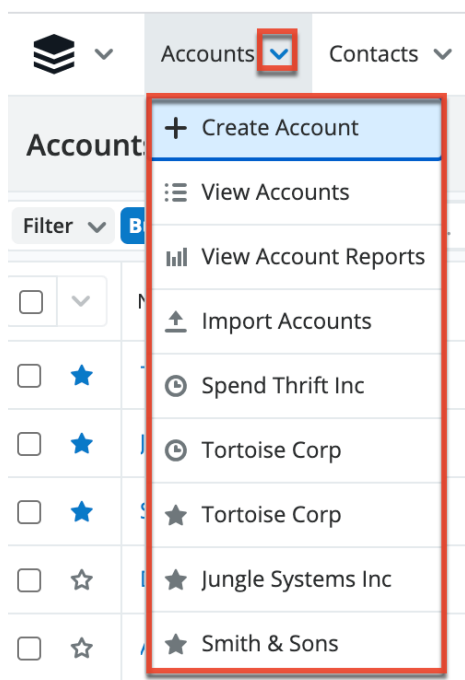 Accounts
Contacts
Create Account
View Accounts
Filter
View Account Reports
Import Accounts
Spend Thrift Inc
Tortoise Corp
Tortoise Corp
Jungle Systems Inc
Smith & Sons